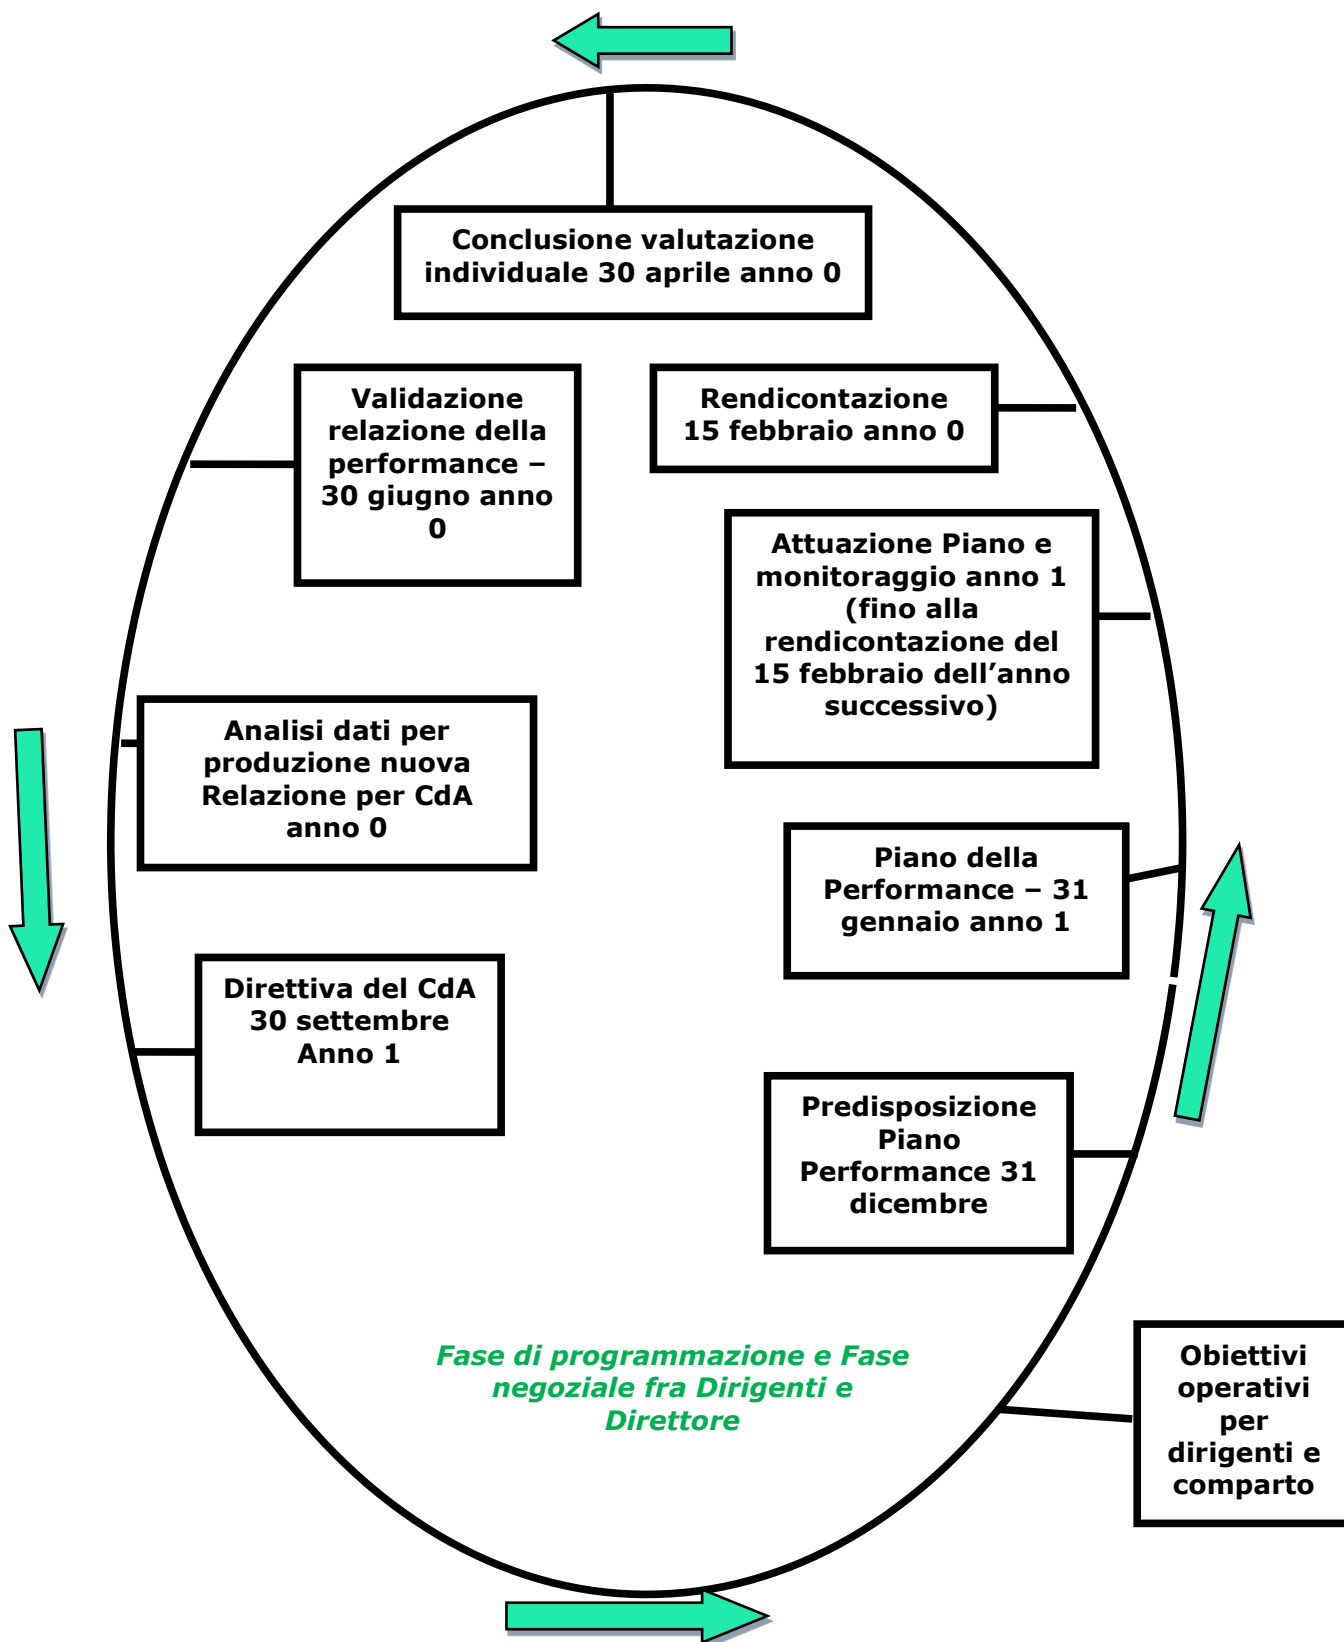 Conclusione valutazione
individuale 30 aprile anno 0
Validazione
relazione della
performance –
30 giugno anno
0
Rendicontazione
15 febbraio anno 0
Attuazione Piano e
monitoraggio anno 1
(fino alla
rendicontazione del
15 febbraio dell’anno
successivo)
Analisi dati per
produzione nuova
Relazione per CdA
anno 0
Piano della
Performance – 31
gennaio anno 1
Direttiva del CdA
30 settembre
Anno 1
Predisposizione
Piano
Performance 31
dicembre
Fase di programmazione e Fase
negoziale fra Dirigenti e
Direttore
Obiettivi
operativi
per
dirigenti e
comparto